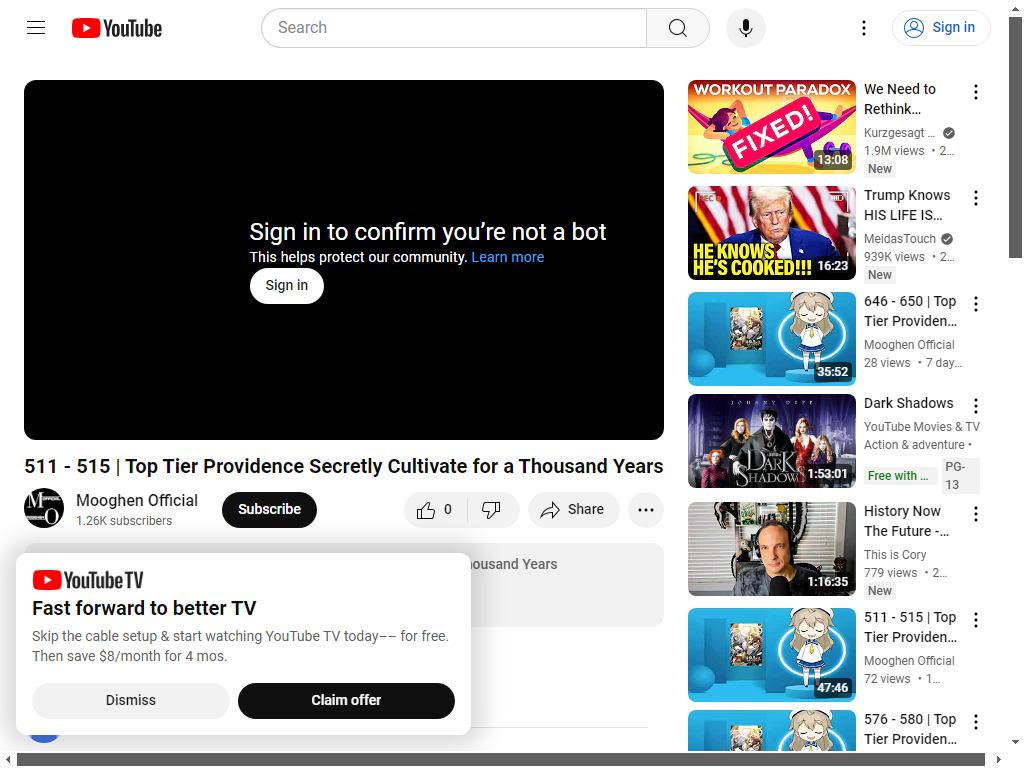 YouTube
Search
Sign in
Sign in to confirm you're not a bot
This helps protect our community. Learn more
Sign in
511 - 515 | Top Tier Providence Secretly Cultivate for a Thousand Years
Mooghen Official
1.26K subscribers
Subscribe
0
Share
housand Years
YouTube TV
Fast forward to better TV
Skip the cable setup & start watching YouTube TV today–– for free.
Then save $8/month for 4 mos.
Dismiss
Claim offer
WORKOUT PARADOX
FIXED!
13:08
We Need to
Rethink...
Kurzgesagt ...
1.9M views • 2...
New
REC
HE KNOWS
HE'S COOKED!!!
16:23
Trump Knows
HIS LIFE IS...
MeidasTouch
939K views • 2...
New
35:52
646 - 650 | Top
Tier Providen...
Mooghen Official
28 views • 7 day...
JOHNNY DEPP
DARK
SHADOWS
1:53:01
Dark Shadows
YouTube Movies & TV
Action & adventure •
Free with ...
PG-
13
1:16:35
History Now
The Future -...
This is Cory
779 views • 2...
New
47:46
511 - 515 | Top
Tier Providen...
Mooghen Official
72 views • 1...
576 - 580 | Top
Tier Providen...